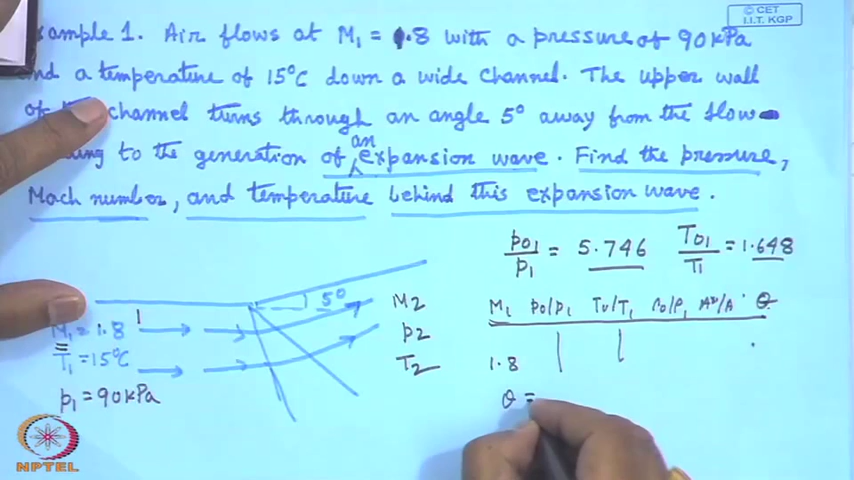 © CET
I.I.T. KGP
ample 1. Air flows at M1 = 1.8 with a pressure of 90 kPa
nd a temperature of 15°C down a wide channel. The upper wall
of channel turns through an angle 5° away from the flow
to the generation of an expansion wave. Find the pressure,
Mach number, and temperature behind this expansion wave.
p01/p1 = 5.746 T01/T1 = 1.648
5° M2
M1 p0/p1 T0/T1 ρ0/ρ1 A*/A θ
M1 = 1.8
p2
T1 = 15°C
T2
1.8
p1 = 90 kPa
θ =
NPTEL